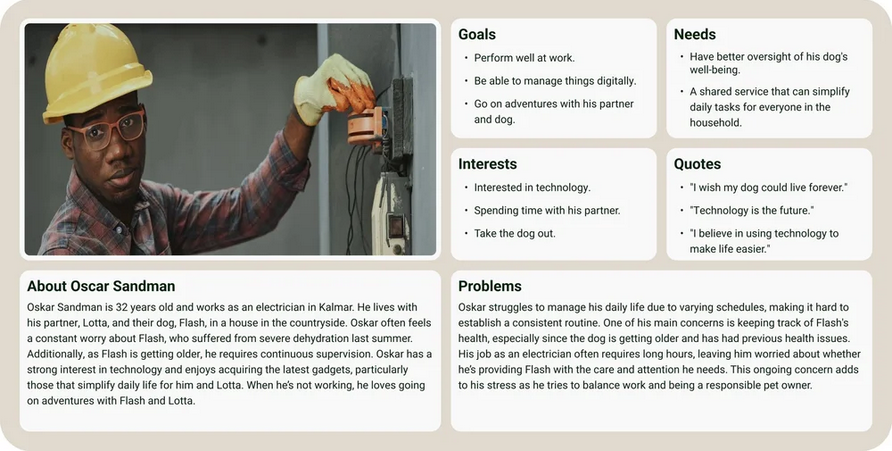 Goals
• Perform well at work.
• Be able to manage things digitally.
• Go on adventures with his partner
and dog.
Needs
• Have better oversight of his dog's
well-being.
• A shared service that can simplify
daily tasks for everyone in the
household.
Interests
• Interested in technology.
• Spending time with his partner.
• Take the dog out.
Quotes
• "I wish my dog could live forever."
• "Technology is the future."
• "I believe in using technology to
make life easier."
About Oscar Sandman
Oskar Sandman is 32 years old and works as an electrician in Kalmar. He lives with
his partner, Lotta, and their dog, Flash, in a house in the countryside. Oskar often feels
a constant worry about Flash, who suffered from severe dehydration last summer.
Additionally, as Flash is getting older, he requires continuous supervision. Oskar has a
strong interest in technology and enjoys acquiring the latest gadgets, particularly
those that simplify daily life for him and Lotta. When he's not working, he loves going
on adventures with Flash and Lotta.
Problems
Oskar struggles to manage his daily life due to varying schedules, making it hard to
establish a consistent routine. One of his main concerns is keeping track of Flash's
health, especially since the dog is getting older and has had previous health issues.
His job as an electrician often requires long hours, leaving him worried about whether
he's providing Flash with the care and attention he needs. This ongoing concern adds
to his stress as he tries to balance work and being a responsible pet owner.